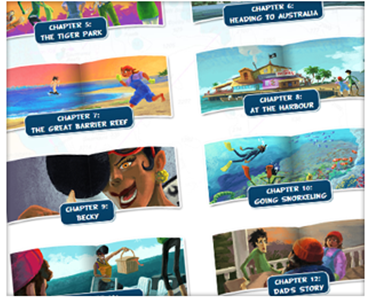 CHAPTER 5:
THE TIGER PARK
CHAPTER 6:
HEADING TO AUSTRALIA
CHAPTER 7:
THE GREAT BARRIER REEF
CHAPTER 8:
AT THE HARBOUR
CHAPTER 9:
BECKY
CHAPTER 10:
GOING SNORKELING
CHAPTER 12:
DAD'S STORY